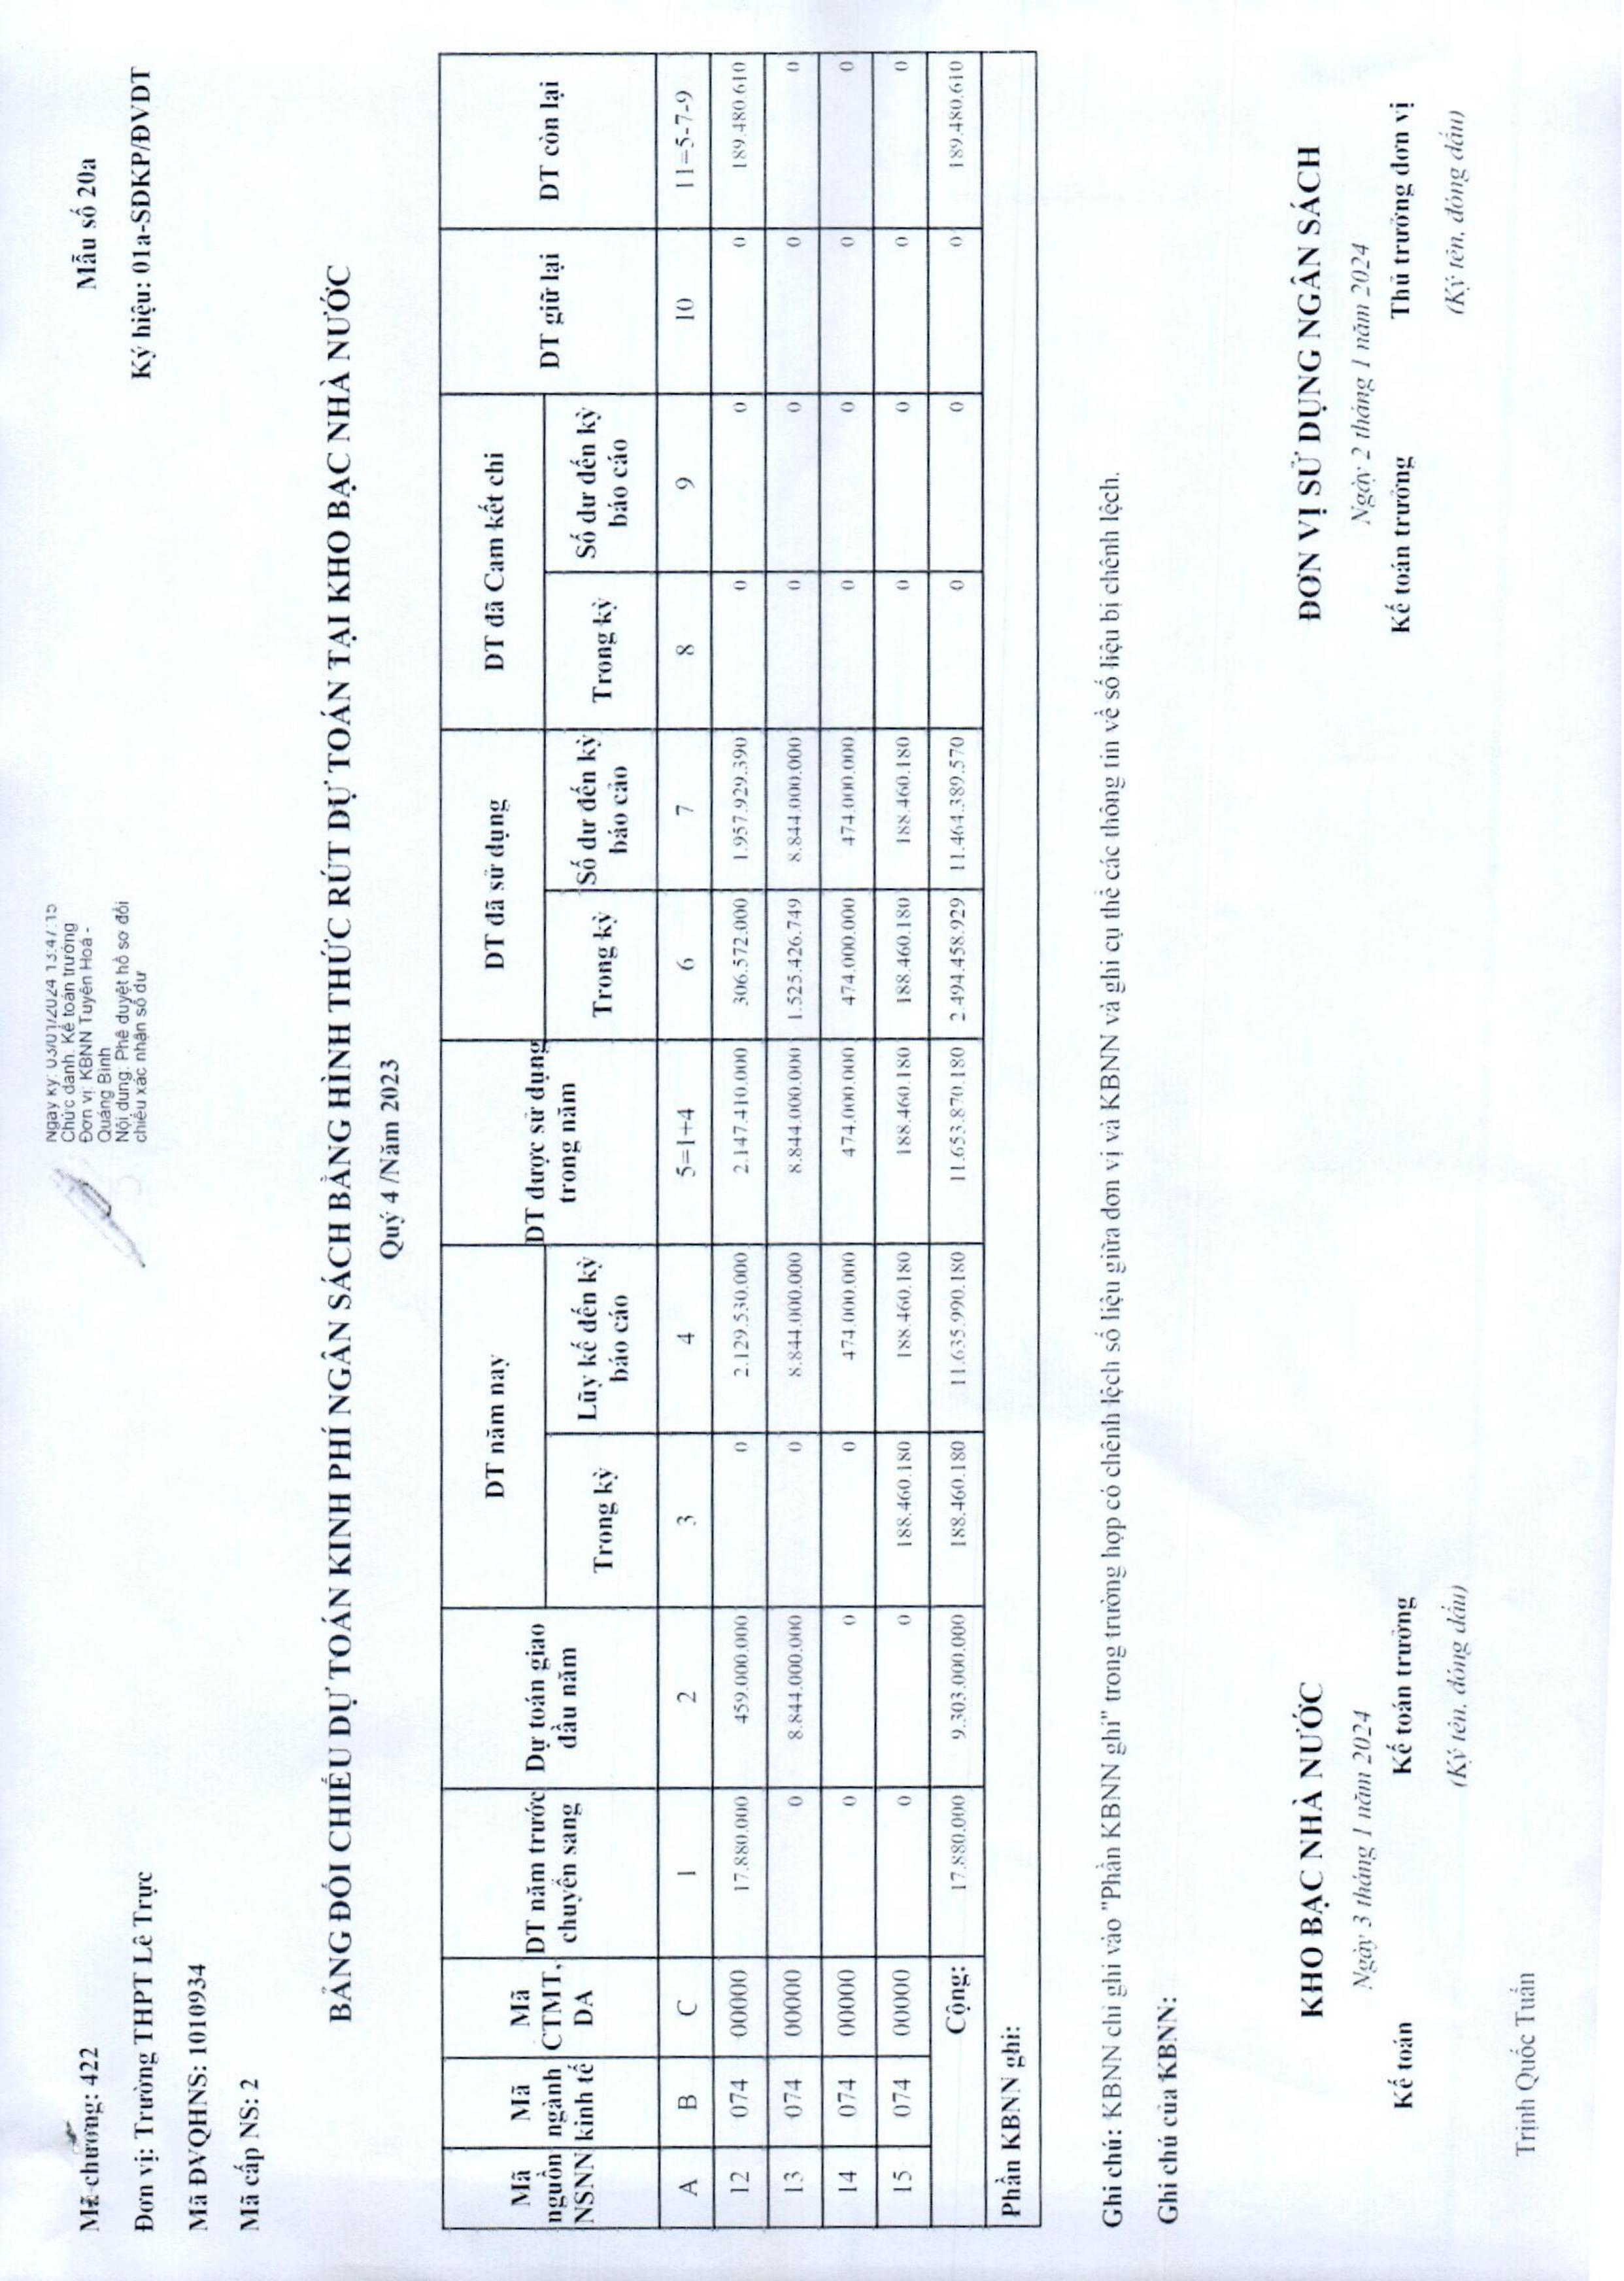 Ngày ký: 03/01/2024 13:47:15
Chức danh: Kế toán trưởng
Đơn vị: KBNN Tuyên Hoá -
Quảng Bình
Nội dung: Phê duyệt hồ sơ đối
chiếu xác nhận số dư
Mã chương: 422
Đơn vị: Trường THPT Lê Trực
Mã ĐVQHNS: 1010934
Mã cấp NS: 2
Mẫu số 20a
Ký hiệu: 01a-SDKP/ĐVDT
BẢNG ĐỐI CHIẾU DỰ TOÁN KINH PHÍ NGÂN SÁCH BẰNG HÌNH THỨC RÚT DỰ TOÁN TẠI KHO BẠC NHÀ NƯỚC
Quý 4 /Năm 2023
Mã nguồn NSNN | Mã ngành kinh tế | Mã CTMT, DA | DT năm trước chuyển sang | Dự toán giao đầu năm | DT năm nay | DT được sử dụng trong năm | DT đã sử dụng | DT đã Cam kết chi | DT giữ lại | DT còn lại
Trong kỳ | Lũy kế đến kỳ báo cáo | Trong kỳ | Số dư đến kỳ báo cáo | Trong kỳ | Số dư đến kỳ báo cáo
A | B | C | 1 | 2 | 3 | 4 | 5=1+4 | 6 | 7 | 8 | 9 | 10 | 11=5-7-9
12 | 074 | 00000 | 17.880.000 | 459.000.000 | 0 | 2.129.530.000 | 2.147.410.000 | 306.572.000 | 1.957.929.390 | 0 | 0 | 0 | 189.480.610
13 | 074 | 00000 | 0 | 8.844.000.000 | 0 | 8.844.000.000 | 8.844.000.000 | 1.525.426.749 | 8.844.000.000 | 0 | 0 | 0 | 0
14 | 074 | 00000 | 0 | 0 | 0 | 474.000.000 | 474.000.000 | 474.000.000 | 474.000.000 | 0 | 0 | 0 | 0
15 | 074 | 00000 | 0 | 0 | 188.460.180 | 188.460.180 | 188.460.180 | 188.460.180 | 188.460.180 | 0 | 0 | 0 | 0
Cộng: | 17.880.000 | 9.303.000.000 | 188.460.180 | 11.635.990.180 | 11.653.870.180 | 2.494.458.929 | 11.464.389.570 | 0 | 0 | 0 | 189.480.610
Phần KBNN ghi:
Ghi chú: KBNN chỉ ghi vào "Phần KBNN ghi" trong trường hợp có chênh lệch số liệu giữa đơn vị và KBNN và ghi cụ thể các thông tin về số liệu bị chênh lệch.
Ghi chú của KBNN:
KHO BẠC NHÀ NƯỚC
Ngày 3 tháng 1 năm 2024
Kế toán
Kế toán trưởng
(Ký tên, đóng dấu)
Trịnh Quốc Tuấn
ĐƠN VỊ SỬ DỤNG NGÂN SÁCH
Ngày 2 tháng 1 năm 2024
Kế toán trưởng
Thủ trưởng đơn vị
(Ký tên, đóng dấu)